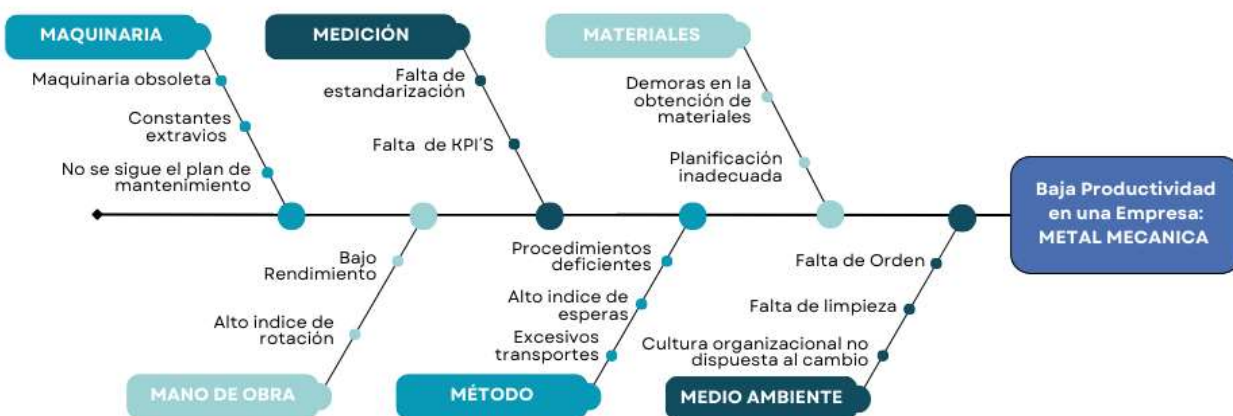 MAQUINARIA
Maquinaria obsoleta
Constantes
extravios
No se sigue el plan de
mantenimiento
MEDICIÓN
Falta de
estandarización
Falta de KPI´S
MATERIALES
Demoras en la
obtención de
materiales
Planificación
inadecuada
Baja Productividad
en una Empresa:
METAL MECANICA
Bajo
Rendimiento
Alto indice de
rotación
MANO DE OBRA
Procedimientos
deficientes
Alto indice de
esperas
Excesivos
transportes
MÉTODO
Falta de Orden
Falta de limpieza
Cultura organizacional no
dispuesta al cambio
MEDIO AMBIENTE